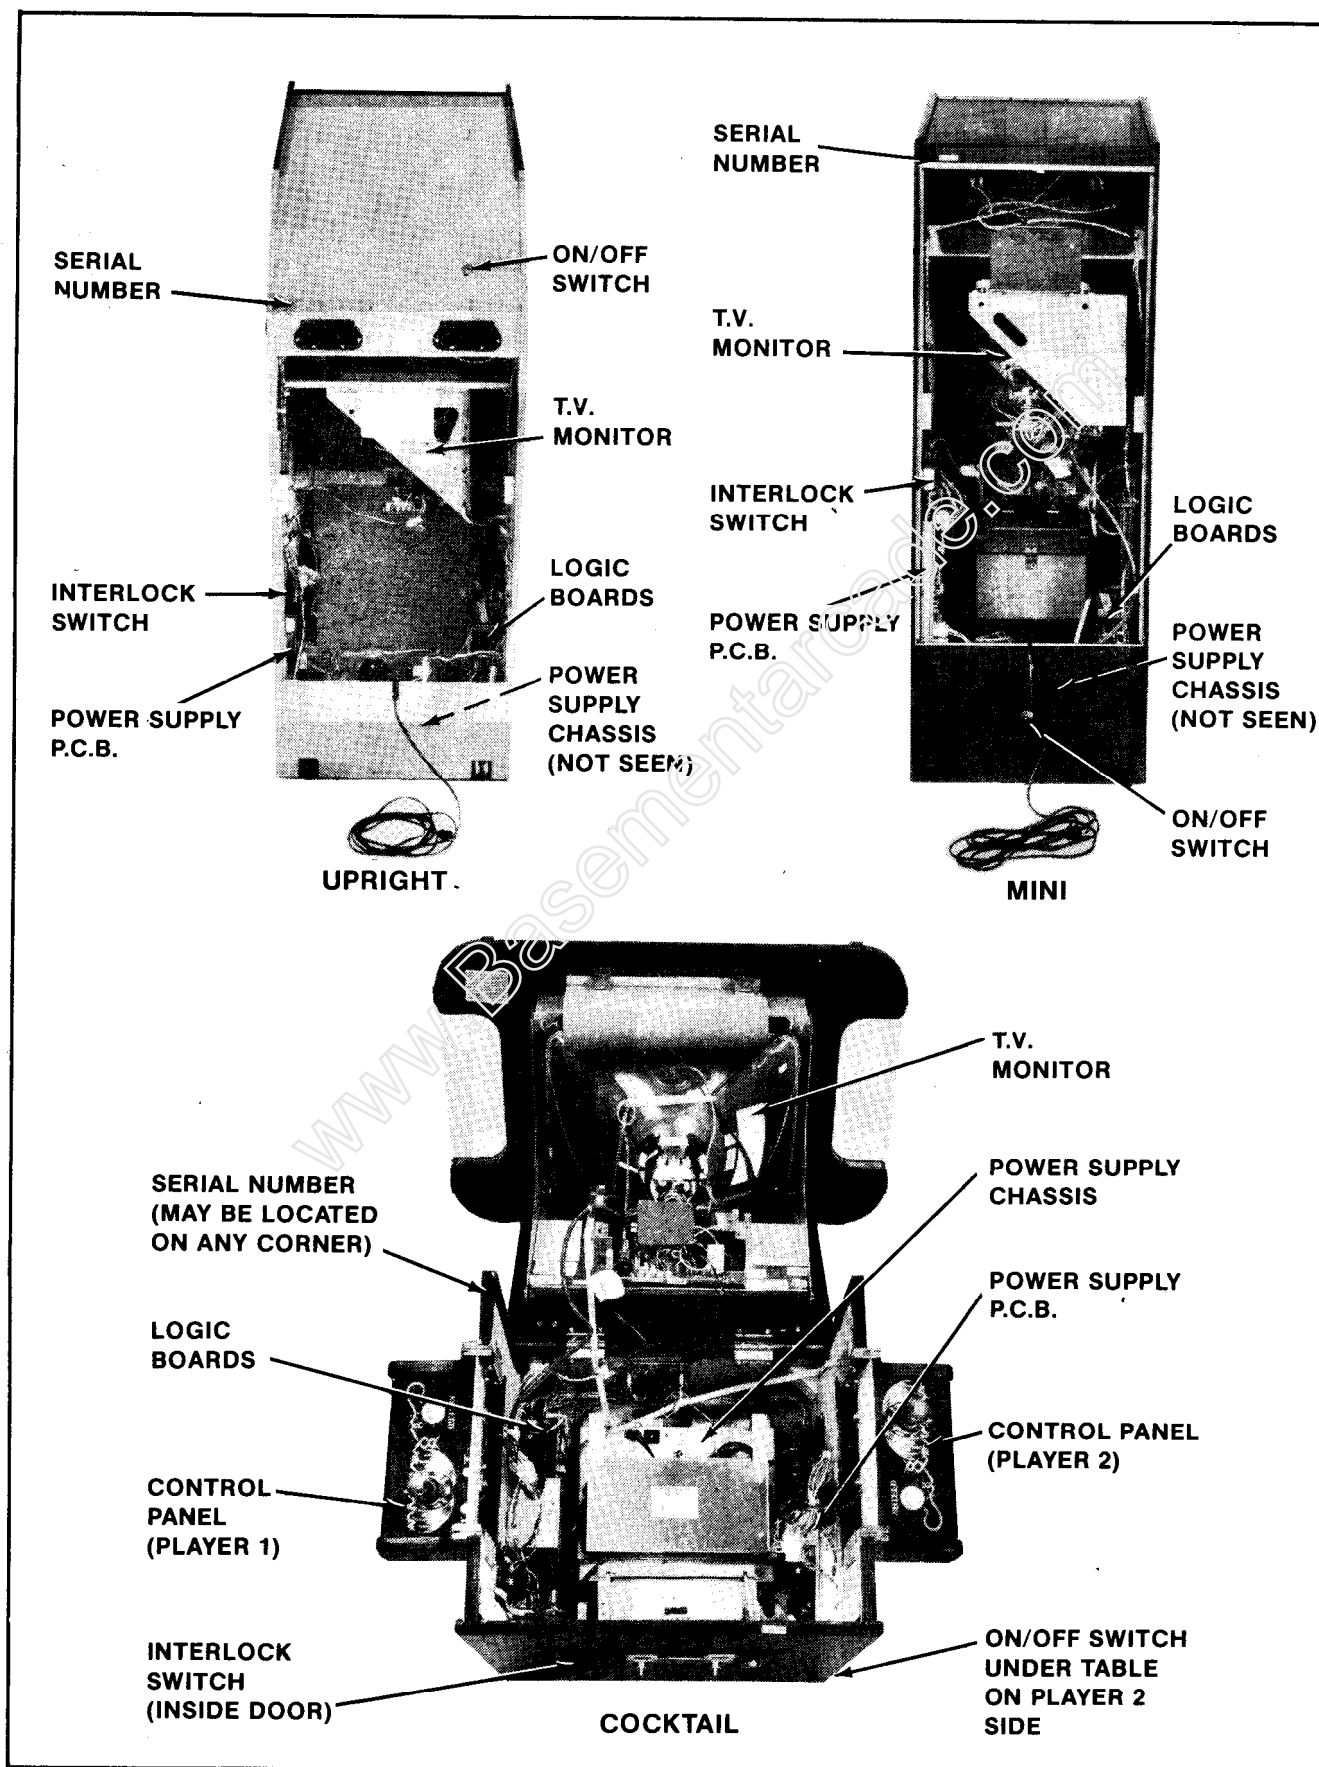 SERIAL
NUMBER
ON/OFF
SWITCH
T.V.
MONITOR
INTERLOCK
SWITCH
LOGIC
BOARDS
POWER SUPPLY
P.C.B.
POWER
SUPPLY
CHASSIS
(NOT SEEN)
UPRIGHT
SERIAL
NUMBER
T.V.
MONITOR
INTERLOCK
SWITCH
LOGIC
BOARDS
POWER SUPPLY
P.C.B.
POWER
SUPPLY
CHASSIS
(NOT SEEN)
ON/OFF
SWITCH
MINI
www.Basementarcade.com
T.V.
MONITOR
SERIAL NUMBER
(MAY BE LOCATED
ON ANY CORNER)
POWER SUPPLY
CHASSIS
POWER SUPPLY
P.C.B.
LOGIC
BOARDS
CONTROL PANEL
(PLAYER 2)
CONTROL
PANEL
(PLAYER 1)
INTERLOCK
SWITCH
(INSIDE DOOR)
ON/OFF SWITCH
UNDER TABLE
ON PLAYER 2
SIDE
COCKTAIL